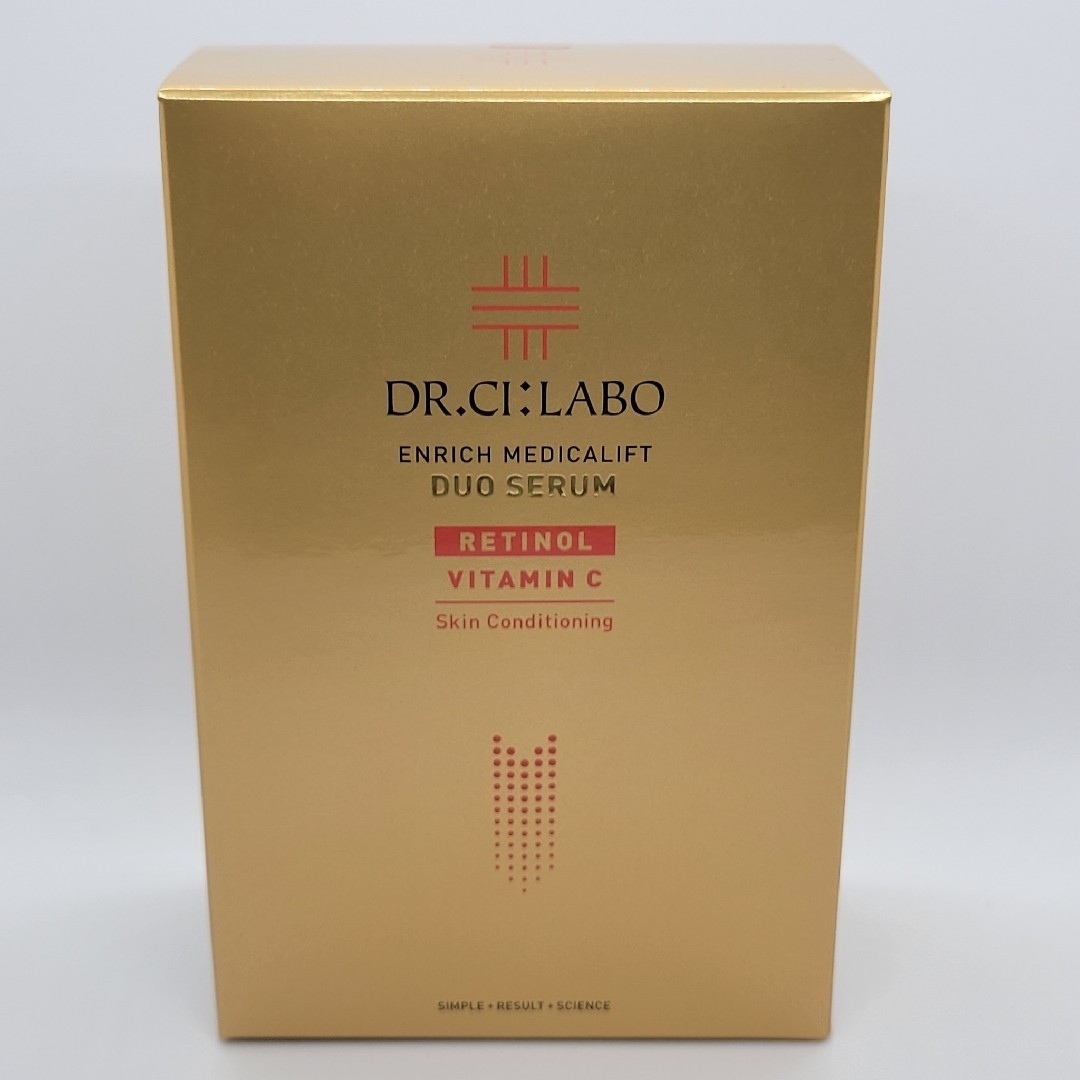 DR.CI:LABO
ENRICH MEDICALIFT
DUO SERUM
RETINOL
VITAMIN C
Skin Conditioning
SIMPLE + RESULT + SCIENCE